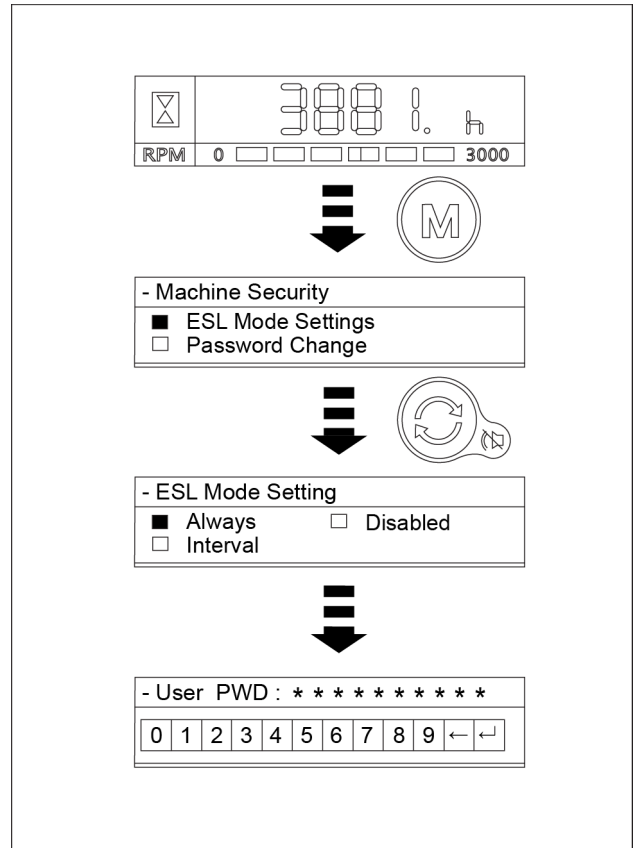 3881. h
RPM 0 3000
M
- Machine Security
■ ESL Mode Settings
□ Password Change
- ESL Mode Setting
■ Always □ Disabled
□ Interval
- User PWD : * * * * * * * * * *
0 1 2 3 4 5 6 7 8 9 ← ↵